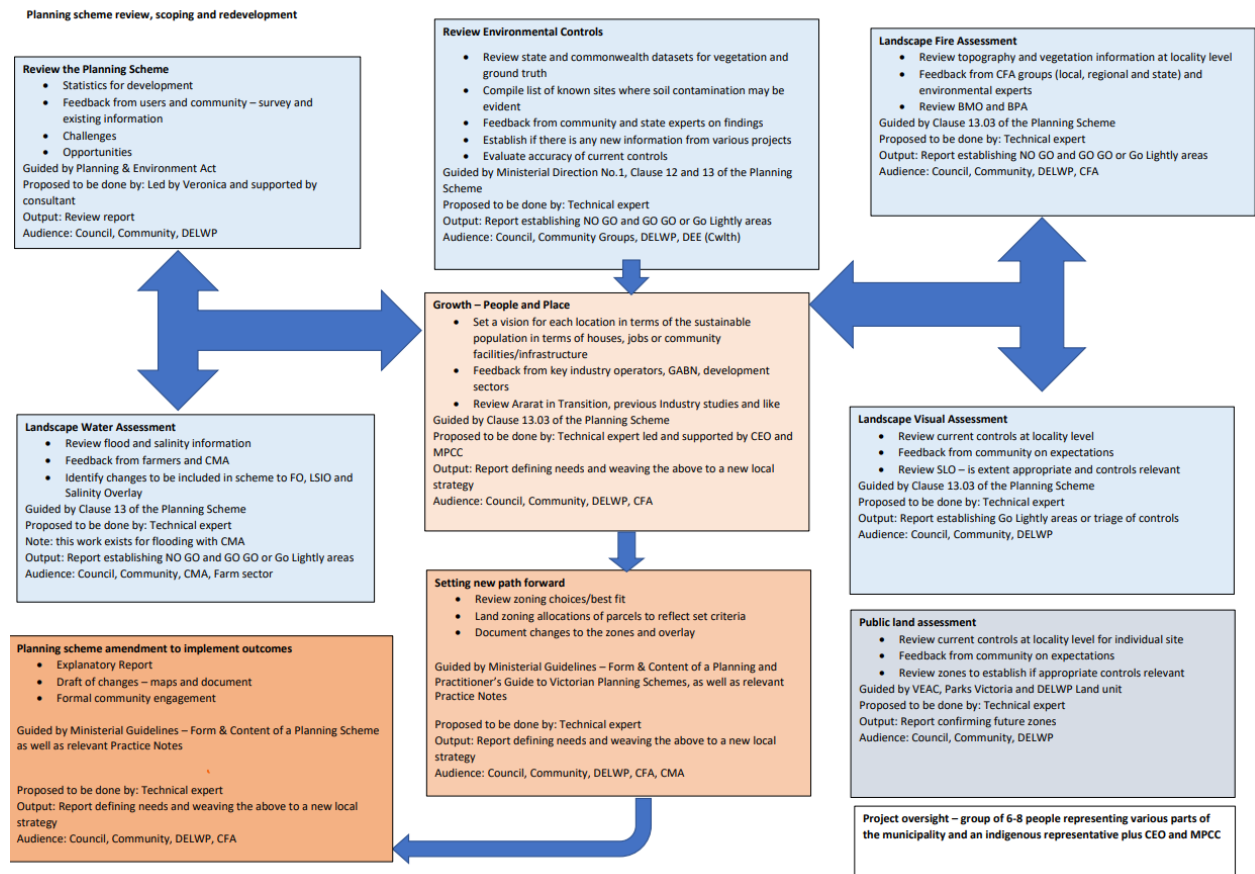 Planning scheme review, scoping and redevelopment
Review the Planning Scheme
• Statistics for development
• Feedback from users and community – survey and
existing information
• Challenges
• Opportunities
Guided by Planning & Environment Act
Proposed to be done by: Led by Veronica and supported by
consultant
Output: Review report
Audience: Council, Community, DELWP
Review Environmental Controls
• Review state and commonwealth datasets for vegetation and
ground truth
• Compile list of known sites where soil contamination may be
evident
• Feedback from community and state experts on findings
• Establish if there is any new information from various projects
• Evaluate accuracy of current controls
Guided by Ministerial Direction No.1, Clause 12 and 13 of the Planning
Scheme
Proposed to be done by: Technical expert
Output: Report establishing NO GO and GO GO or Go Lightly areas
Audience: Council, Community Groups, DELWP, DEE (Cwlth)
Landscape Fire Assessment
• Review topography and vegetation information at locality level
• Feedback from CFA groups (local, regional and state) and
environmental experts
• Review BMO and BPA
Guided by Clause 13.03 of the Planning Scheme
Proposed to be done by: Technical expert
Output: Report establishing NO GO and GO GO or Go Lightly areas
Audience: Council, Community, DELWP, CFA
Growth – People and Place
• Set a vision for each location in terms of the sustainable
population in terms of houses, jobs or community
facilities/infrastructure
• Feedback from key industry operators, GABN, development
sectors
• Review Ararat in Transition, previous Industry studies and like
Guided by Clause 13.03 of the Planning Scheme
Proposed to be done by: Technical expert led and supported by CEO and
MPCC
Output: Report defining needs and weaving the above to a new local
strategy
Audience: Council, Community, DELWP, CFA
Landscape Water Assessment
• Review flood and salinity information
• Feedback from farmers and CMA
• Identify changes to be included in scheme to FO, LSIO and
Salinity Overlay
Guided by Clause 13 of the Planning Scheme
Proposed to be done by: Technical expert
Note: this work exists for flooding with CMA
Output: Report establishing NO GO and GO GO or Go Lightly areas
Audience: Council, Community, CMA, Farm sector
Landscape Visual Assessment
• Review current controls at locality level
• Feedback from community on expectations
• Review SLO – is extent appropriate and controls relevant
Guided by Clause 13.03 of the Planning Scheme
Proposed to be done by: Technical expert
Output: Report establishing Go Lightly areas or triage of controls
Audience: Council, Community, DELWP
Setting new path forward
• Review zoning choices/best fit
• Land zoning allocations of parcels to reflect set criteria
• Document changes to the zones and overlay
Guided by Ministerial Guidelines – Form & Content of a Planning and
Practitioner's Guide to Victorian Planning Schemes, as well as relevant
Practice Notes
Proposed to be done by: Technical expert
Output: Report defining needs and weaving the above to a new local
strategy
Audience: Council, Community, DELWP, CFA, CMA
Public land assessment
• Review current controls at locality level for individual site
• Feedback from community on expectations
• Review zones to establish if appropriate controls relevant
Guided by VEAC, Parks Victoria and DELWP Land unit
Proposed to be done by: Technical expert
Output: Report confirming future zones
Audience: Council, Community, DELWP
Planning scheme amendment to implement outcomes
• Explanatory Report
• Draft of changes – maps and document
• Formal community engagement
Guided by Ministerial Guidelines – Form & Content of a Planning Scheme
as well as relevant Practice Notes
Proposed to be done by: Technical expert
Output: Report defining needs and weaving the above to a new local
strategy
Audience: Council, Community, DELWP, CFA
Project oversight – group of 6-8 people representing various parts of
the municipality and an indigenous representative plus CEO and MPCC